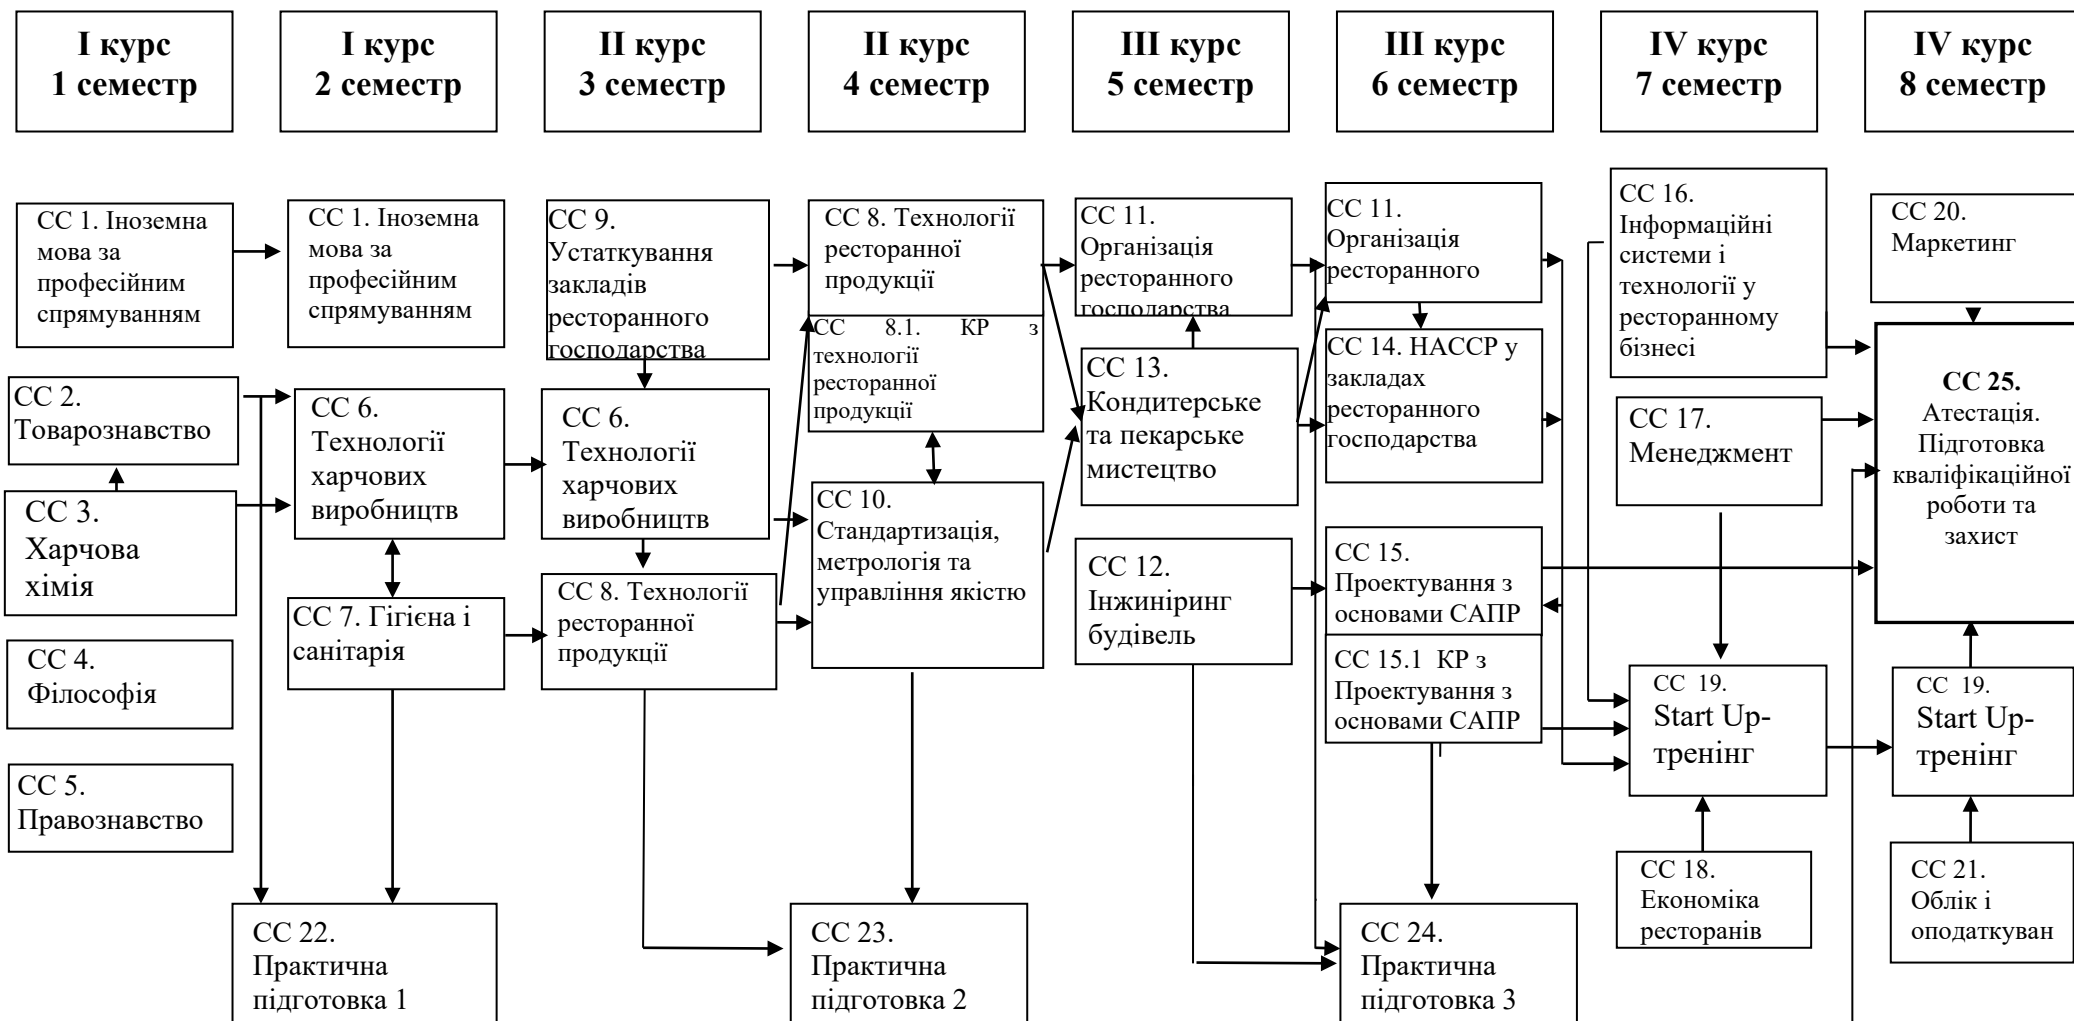 I курс
1 семестр
I курс
2 семестр
II курс
3 семестр
II курс
4 семестр
III курс
5 семестр
III курс
6 семестр
IV курс
7 семестр
IV курс
8 семестр
СС 1. Іноземна
мова за
професійним
спрямуванням
СС 2.
Товарознавство
СС 3.
Харчова
хімія
СС 4.
Філософія
СС 5.
Правознавство
СС 1. Іноземна
мова за
професійним
спрямуванням
СС 6.
Технології
харчових
виробництв
СС 7. Гігієна і
санітарія
СС 22.
Практична
підготовка 1
СС 9.
Устаткування
закладів
ресторанного
господарства
СС 6.
Технології
харчових
виробництв
СС 8. Технології
ресторанної
продукції
СС 8. Технології
ресторанної
продукції
СС 8.1. КР з
технології
ресторанної
продукції
СС 10.
Стандартизація,
метрологія та
управління якістю
СС 23.
Практична
підготовка 2
СС 11.
Організація
ресторанного
господарства
СС 13.
Кондитерське
та пекарське
мистецтво
СС 12.
Інжиніринг
будівель
СС 11.
Організація
ресторанного
СС 14. НАССР у
закладах
ресторанного
господарства
СС 15.
Проектування з
основами САПР
СС 15.1 КР з
Проектування з
основами САПР
СС 24.
Практична
підготовка 3
СС 16.
Інформаційні
системи і
технології у
ресторанному
бізнесі
СС 17.
Менеджмент
СС 19.
Start Up-
тренінг
СС 18.
Економіка
ресторанів
СС 20.
Маркетинг
СС 25.
Атестація.
Підготовка
кваліфікаційної
роботи та
захист
СС 19.
Start Up-
тренінг
СС 21.
Облік і
оподаткуван